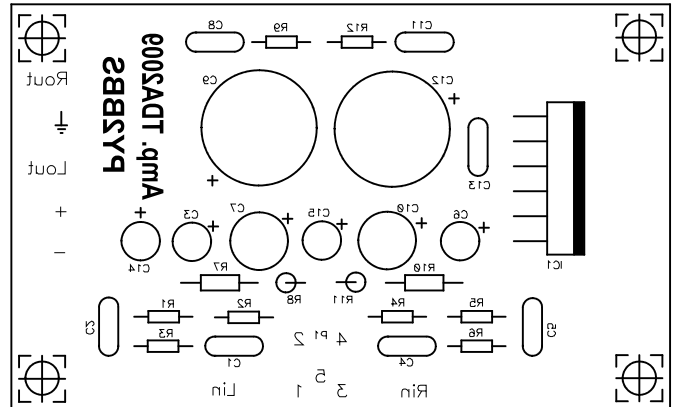 C8 R9 R12 C11
Rout
PY2BBS
Amp. TDA2009
C9 C12
+
+
Lout
C13
+
−
+ C3 + C7 + C15 + C10 + C6 +
C14
IC1
R7 R8 R11 R10
R1 R2 R4 R5
C2 R3 C1 4 P1 2 C4 R6 C5
5
Lin 1 3 Rin